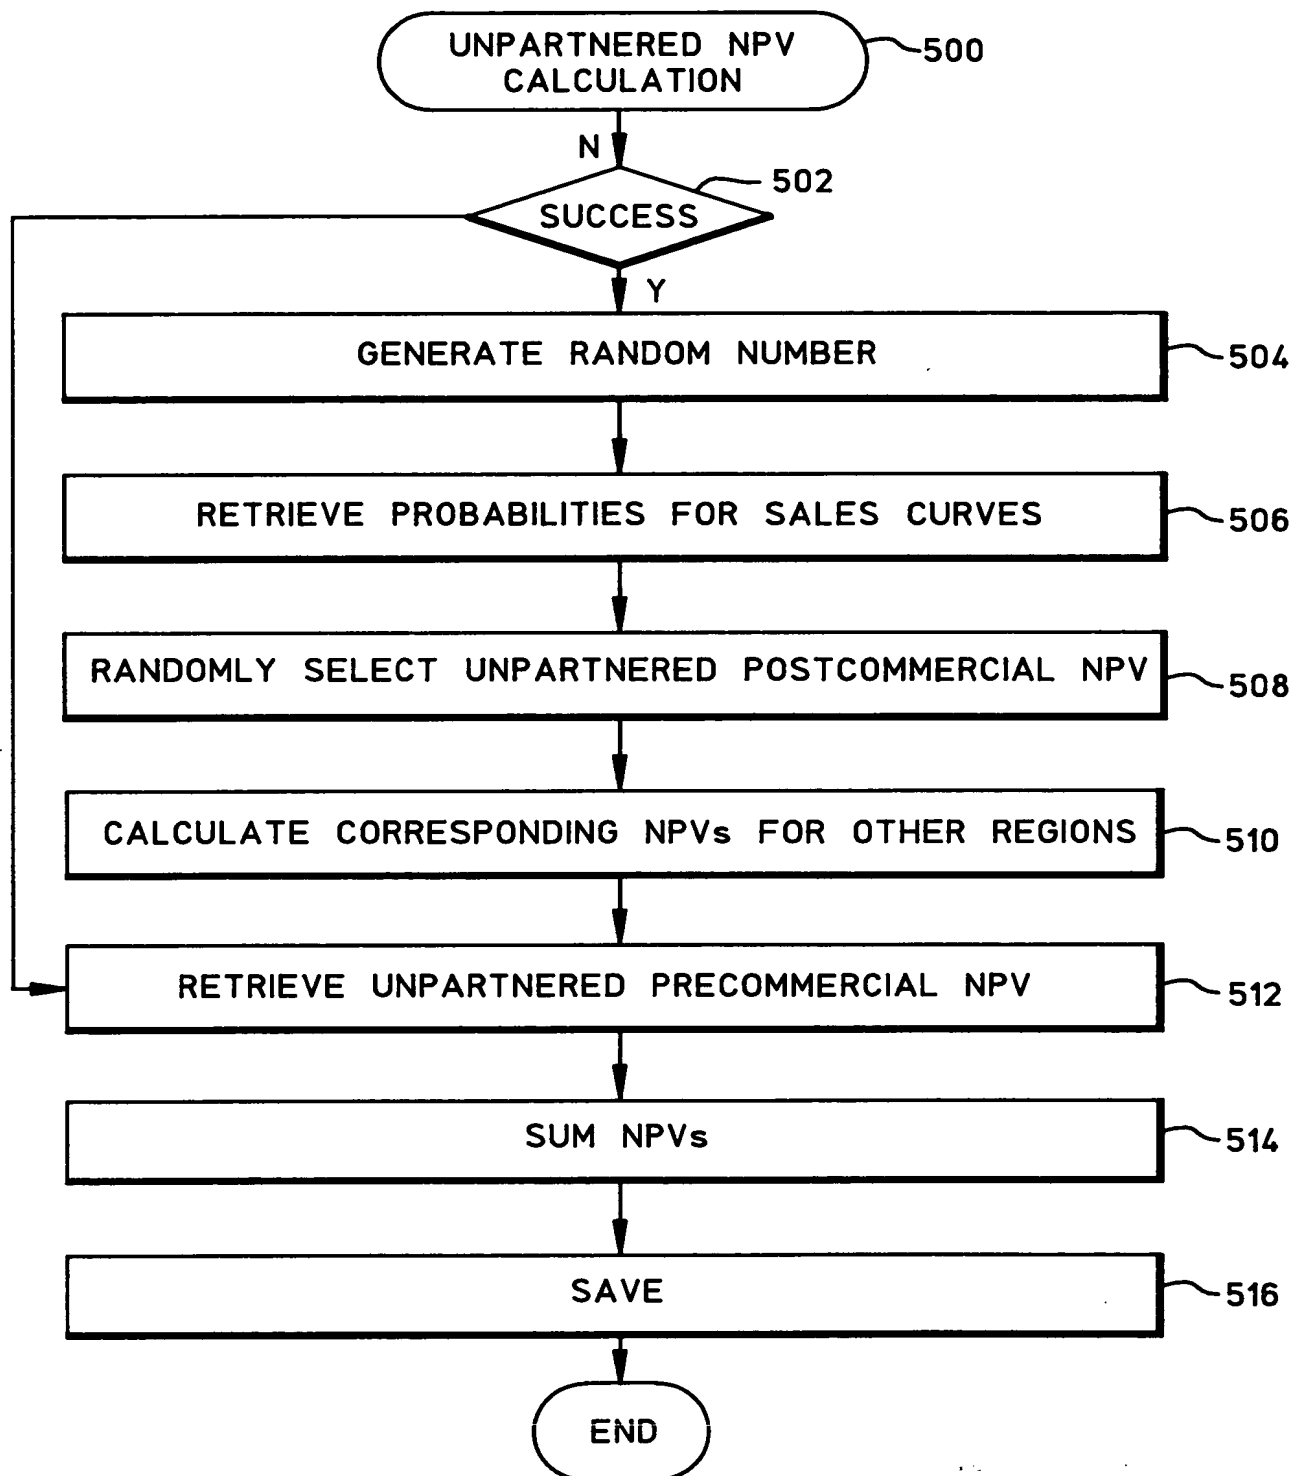 UNPARTNERED NPV
CALCULATION
500
N
502
SUCCESS
Y
GENERATE RANDOM NUMBER
504
RETRIEVE PROBABILITIES FOR SALES CURVES
506
RANDOMLY SELECT UNPARTNERED POSTCOMMERCIAL NPV
508
CALCULATE CORRESPONDING NPVs FOR OTHER REGIONS
510
RETRIEVE UNPARTNERED PRECOMMERCIAL NPV
512
SUM NPVs
514
SAVE
516
END